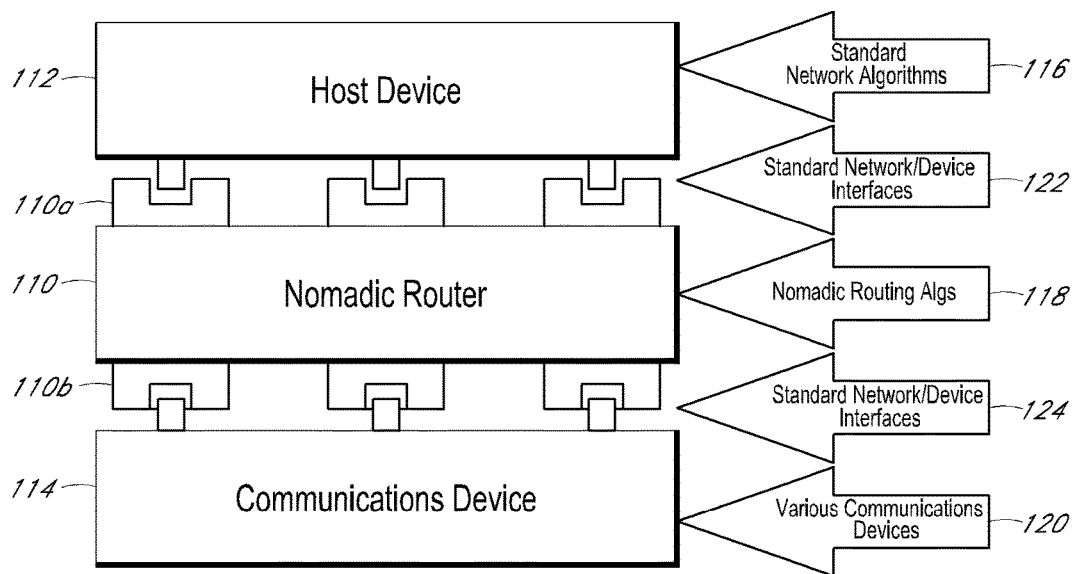 112
Host Device
Standard
Network Algorithms
116
110a
Standard Network/Device
Interfaces
122
110
Nomadic Router
Nomadic Routing Algs
118
110b
Standard Network/Device
Interfaces
124
114
Communications Device
Various Communications
Devices
120